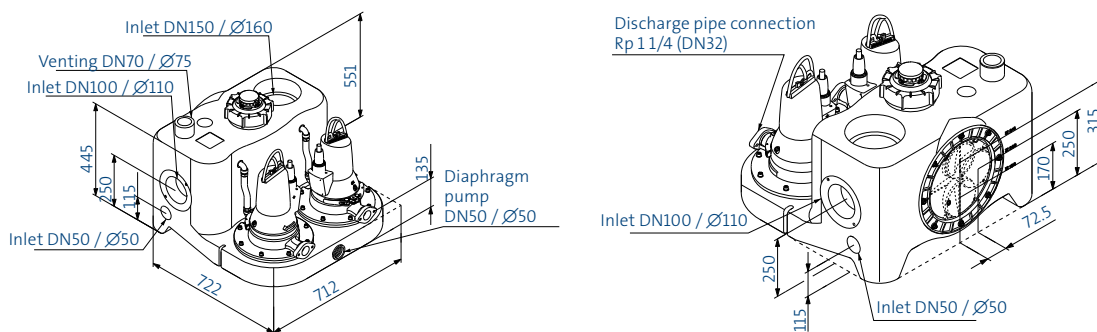 Inlet DN150 / Ø160
Venting DN70 / Ø75
Inlet DN100 / Ø110
551
445
250
115
135
Diaphragm
pump
DN50 / Ø50
Inlet DN50 / Ø50
722
712
Discharge pipe connection
Rp 1 1/4 (DN32)
315
250
170
72.5
Inlet DN100 / Ø110
250
115
Inlet DN50 / Ø50